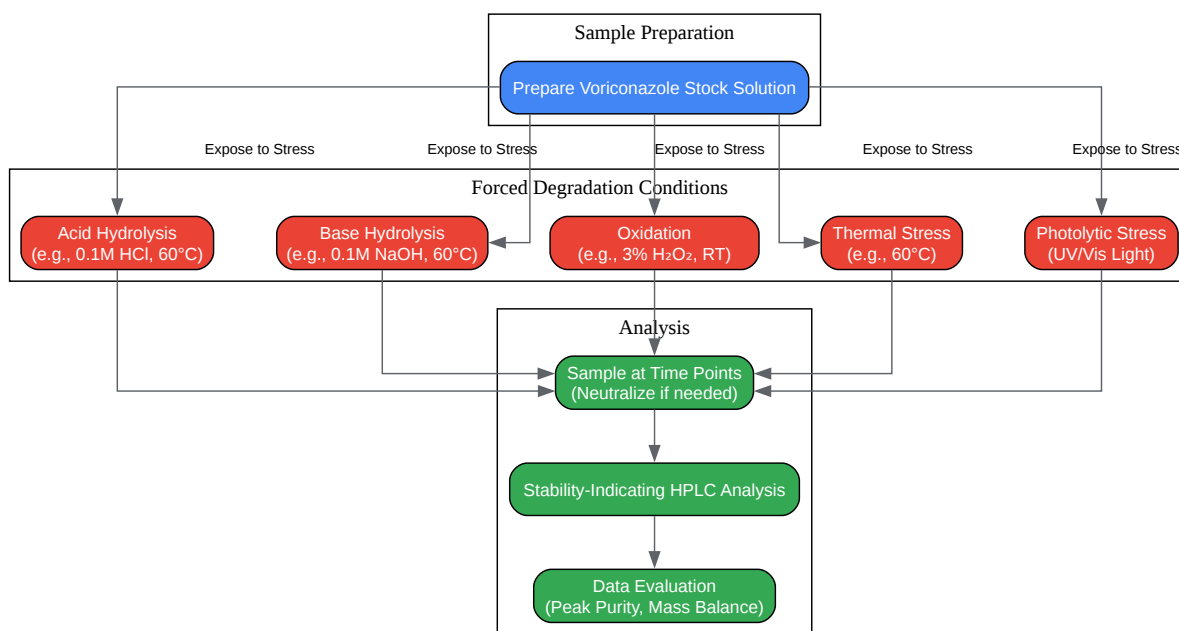 Sample Preparation
Prepare Voriconazole Stock Solution
Expose to Stress
Expose to Stress
Expose to Stress
Expose to Stress
Expose to Stress
Forced Degradation Conditions
Acid Hydrolysis
(e.g., 0.1M HCl, 60°C)
Base Hydrolysis
(e.g., 0.1M NaOH, 60°C)
Oxidation
(e.g., 3% H₂O₂, RT)
Thermal Stress
(e.g., 60°C)
Photolytic Stress
(UV/Vis Light)
Analysis
Sample at Time Points
(Neutralize if needed)
Stability-Indicating HPLC Analysis
Data Evaluation
(Peak Purity, Mass Balance)